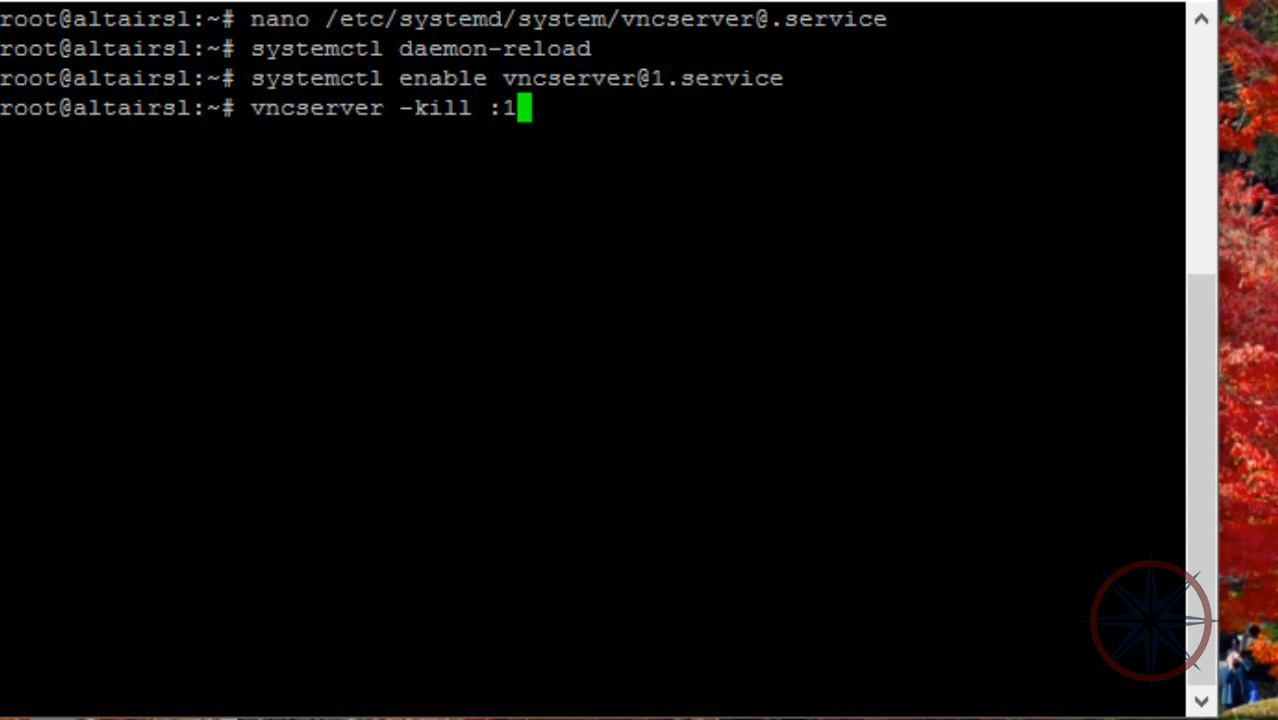 root@altairsl:~# nano /etc/systemd/system/vncserver@.service
root@altairsl:~# systemctl daemon-reload
root@altairsl:~# systemctl enable vncserver@1.service
root@altairsl:~# vncserver -kill :1